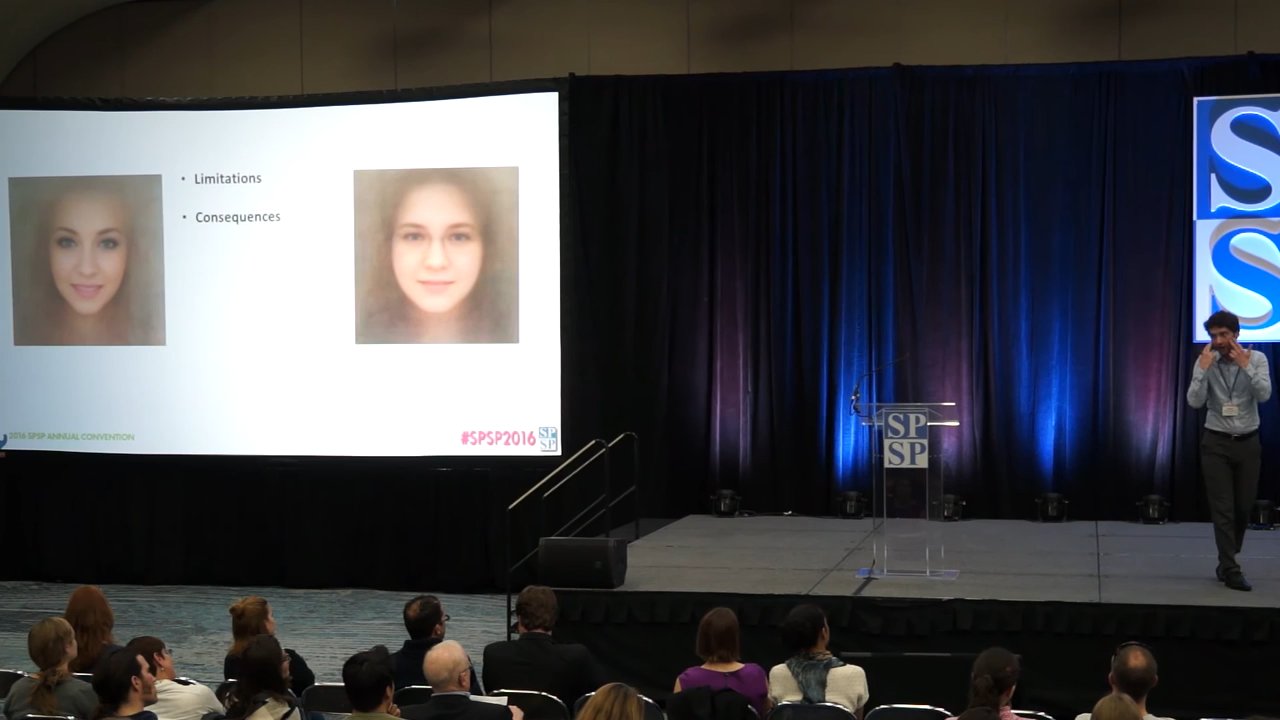 • Limitations
• Consequences
2016 SPSP ANNUAL CONVENTION
#SPSP2016
SP
SP
SP
SP
S
S